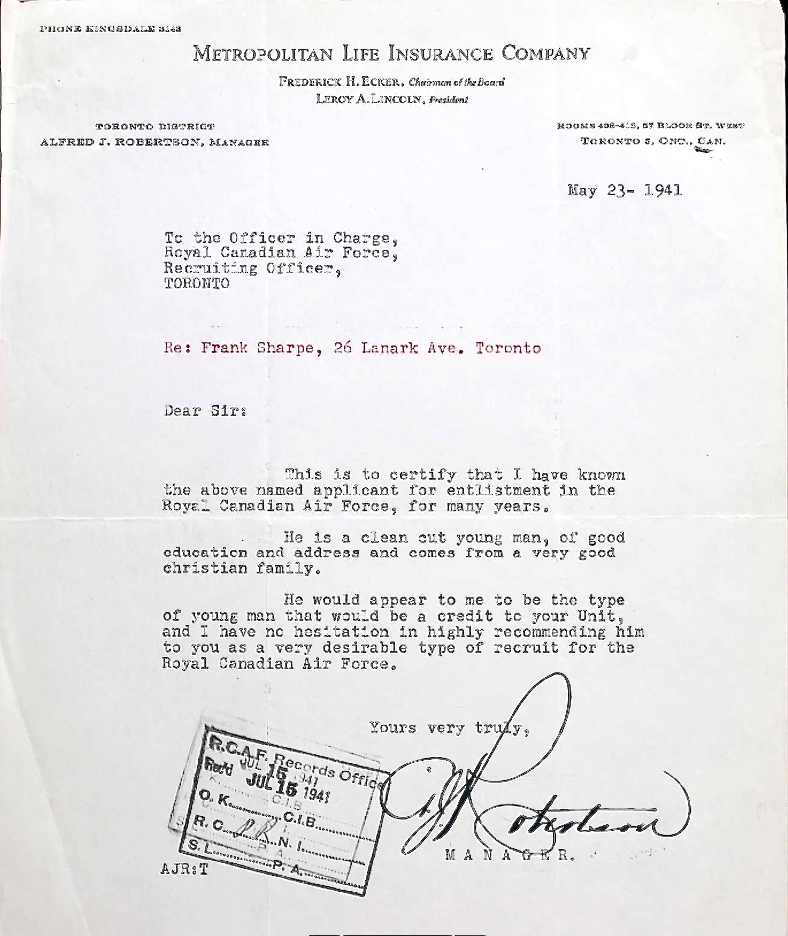 PHONE KINGSDALE 3143
METROPOLITAN LIFE INSURANCE COMPANY
FREDERICK H. ECKER, Chairman of the Board
LEROY A. LINCOLN, President
TORONTO DISTRICT
ALFRED J. ROBERTSON, MANAGER
ROOMS 408-415, 57 BLOOR ST. WEST
TORONTO 5, ONT., CAN.
May 23- 1941
To the Officer in Charge,
Royal Canadian Air Force,
Recruiting Officer,
TORONTO
Re: Frank Sharpe, 26 Lanark Ave. Toronto
Dear Sir:
This is to certify that I have known
the above named applicant for entlistment in the
Royal Canadian Air Force, for many years.
He is a clean cut young man, of good
education and address and comes from a very good
christian family.
He would appear to me to be the type
of young man that would be a credit to your Unit,
and I have no hesitation in highly recommending him
to you as a very desirable type of recruit for the
Royal Canadian Air Force.
Yours very truly,
A J Robertson
MANAGER.
R.C.A.F. Records Office
Rec'd JUL 15 1941
JUL 15 1941
O. K. C.I.B.
R. C. N. I.
S. L. P. A.
AJR:T